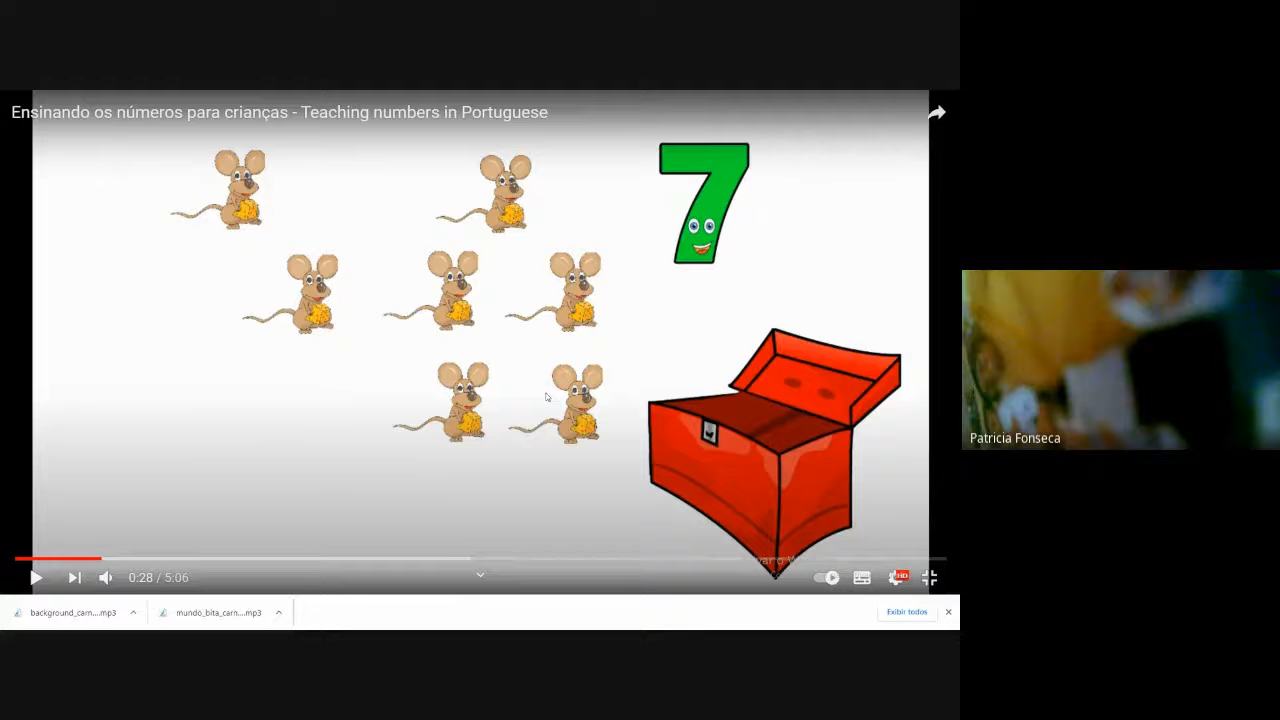 Ensinando os números para crianças - Teaching numbers in Portuguese
7
Patricia Fonseca
0:28 / 5:06
HD
background_carn....mp3
mundo_bita_carn....mp3
Exibir todos